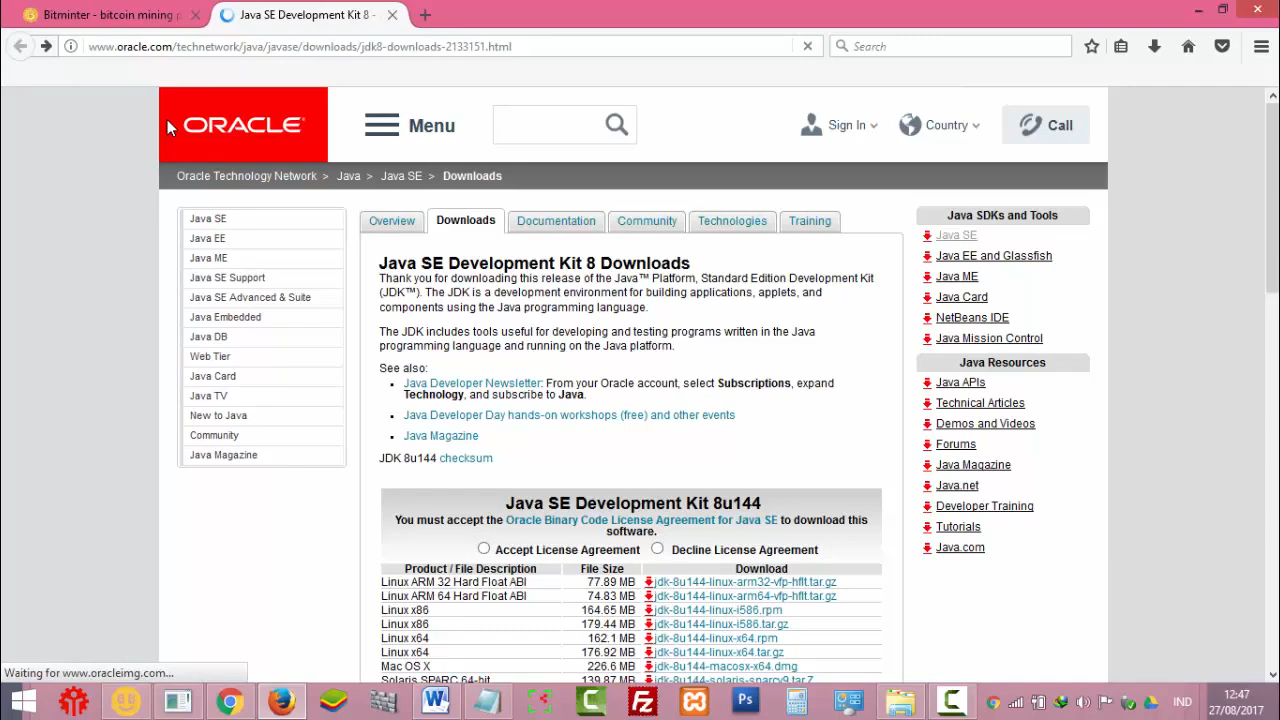 Bitminter - bitcoin mining p
Java SE Development Kit 8 -
www.oracle.com/technetwork/java/javase/downloads/jdk8-downloads-2133151.html
Search
ORACLE
Menu
Sign In
Country
Call
Oracle Technology Network > Java > Java SE > Downloads
Java SE
Java EE
Java ME
Java SE Support
Java SE Advanced & Suite
Java Embedded
Java DB
Web Tier
Java Card
Java TV
New to Java
Community
Java Magazine
Overview
Downloads
Documentation
Community
Technologies
Training
Java SE Development Kit 8 Downloads
Thank you for downloading this release of the Java™ Platform, Standard Edition Development Kit
(JDK™). The JDK is a development environment for building applications, applets, and
components using the Java programming language.
The JDK includes tools useful for developing and testing programs written in the Java
programming language and running on the Java platform.
See also:
Java Developer Newsletter: From your Oracle account, select Subscriptions, expand
Technology, and subscribe to Java.
Java Developer Day hands-on workshops (free) and other events
Java Magazine
JDK 8u144 checksum
Java SE Development Kit 8u144
You must accept the Oracle Binary Code License Agreement for Java SE to download this
software.
Accept License Agreement
Decline License Agreement
Product / File Description File Size Download
Linux ARM 32 Hard Float ABI 77.89 MB jdk-8u144-linux-arm32-vfp-hflt.tar.gz
Linux ARM 64 Hard Float ABI 74.83 MB jdk-8u144-linux-arm64-vfp-hflt.tar.gz
Linux x86 164.65 MB jdk-8u144-linux-i586.rpm
Linux x86 179.44 MB jdk-8u144-linux-i586.tar.gz
Linux x64 162.1 MB jdk-8u144-linux-x64.rpm
Linux x64 176.92 MB jdk-8u144-linux-x64.tar.gz
Mac OS X 226.6 MB jdk-8u144-macosx-x64.dmg
Solaris SPARC 64-bit 139.87 MB jdk-8u144-solaris-sparcv9.tar.Z
Java SDKs and Tools
Java SE
Java EE and Glassfish
Java ME
Java Card
NetBeans IDE
Java Mission Control
Java Resources
Java APIs
Technical Articles
Demos and Videos
Forums
Java Magazine
Java.net
Developer Training
Tutorials
Java.com
Waiting for www.oracleimg.com...
IND
12:47
27/08/2017